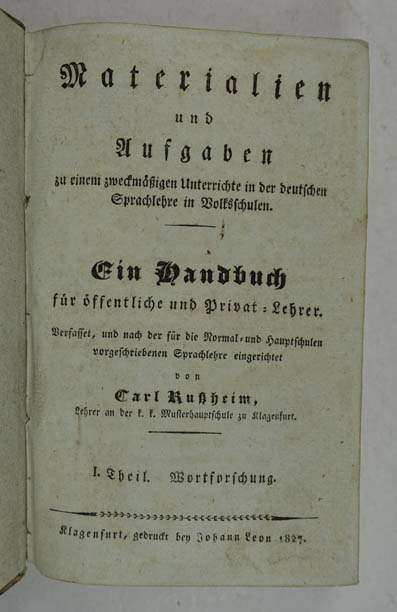 Materialien
und
Aufgaben
zu einem zweckmäßigen Unterrichte in der deutschen
Sprachlehre in Volksschulen.
Ein Handbuch
für öffentliche und Privat-Lehrer.
Verfasset, und nach der für die Normal- und Hauptschulen
vorgeschriebenen Sprachlehre eingerichtet
von
Carl Rußheim,
Lehrer an der k. k. Musterhauptschule zu Klagenfurt.
I. Theil. Wortforschung.
Klagenfurt, gedruckt bey Johann Leon 1827.